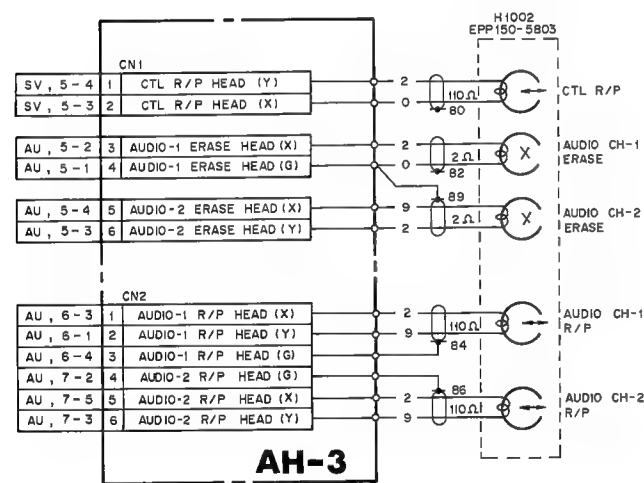 H1002
EPP150-5803
CN1
SV, 5-4 1 CTL R/P HEAD (Y) 2
SV, 5-3 2 CTL R/P HEAD (X) 0
110Ω
80
CTL R/P
AU, 5-2 3 AUDIO-1 ERASE HEAD (X) 2
AU, 5-1 4 AUDIO-1 ERASE HEAD (G) 0
2Ω
82
X
AUDIO CH-1
ERASE
89
AU, 5-4 5 AUDIO-2 ERASE HEAD (X) 9
AU, 5-3 6 AUDIO-2 ERASE HEAD (Y) 2
2Ω
X
AUDIO CH-2
ERASE
CN2
AU, 6-3 1 AUDIO-1 R/P HEAD (X) 2
AU, 6-1 2 AUDIO-1 R/P HEAD (Y) 9
110Ω
AU, 6-4 3 AUDIO-1 R/P HEAD (G)
84
AUDIO CH-1
R/P
AU, 7-2 4 AUDIO-2 R/P HEAD (G)
86
AU, 7-5 5 AUDIO-2 R/P HEAD (X) 2
AU, 7-3 6 AUDIO-2 R/P HEAD (Y) 9
110Ω
AUDIO CH-2
R/P
AH-3